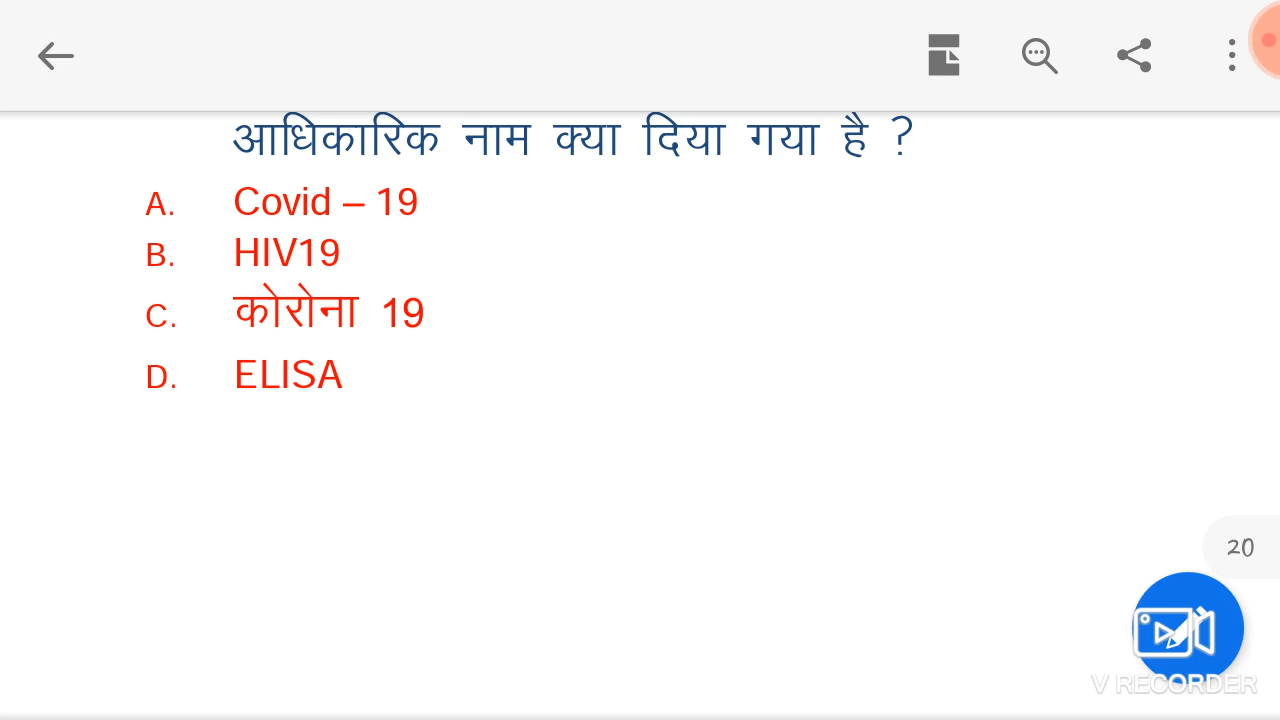 आधिकारिक नाम क्या दिया गया है ?
A. Covid – 19
B. HIV19
C. कोरोना 19
D. ELISA
20
V RECORDER